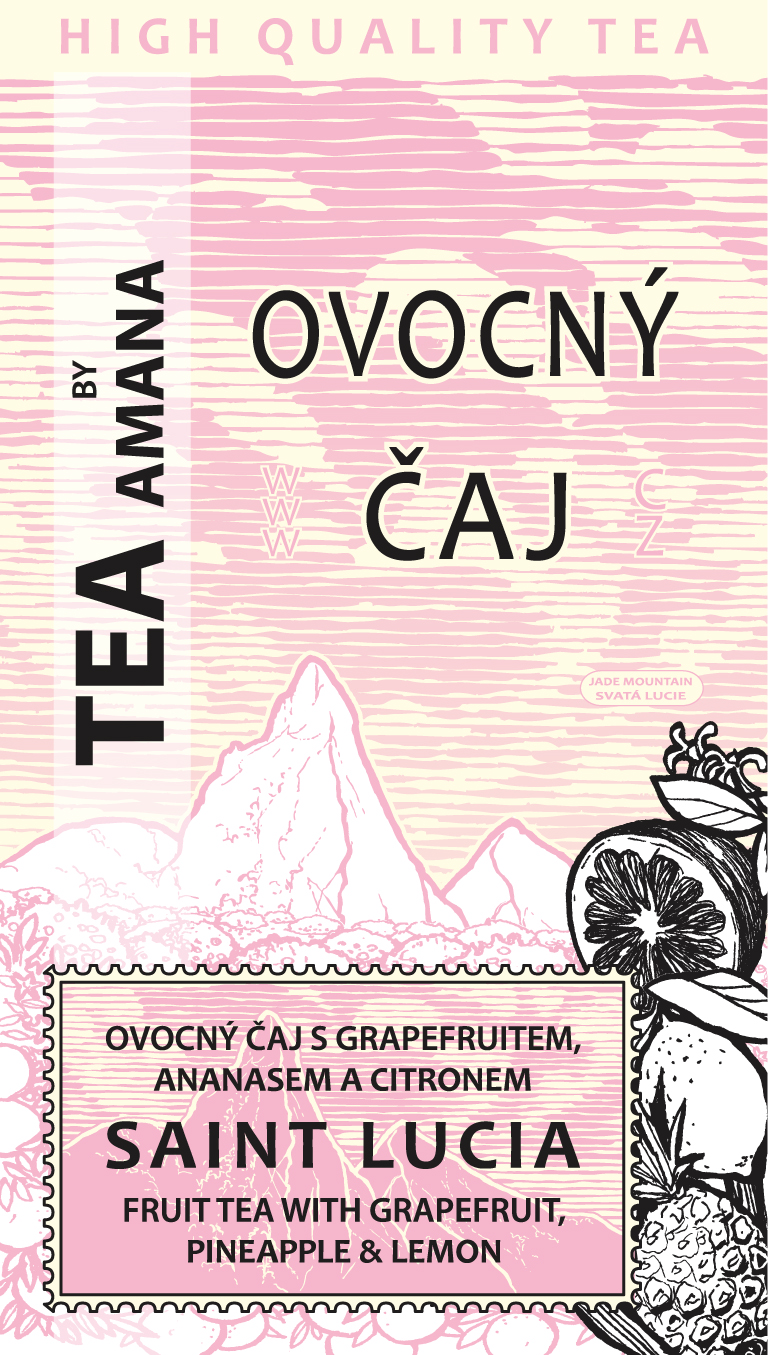 HIGH QUALITY TEA
TEA BY AMANA
OVOCNÝ
WWW ČAJ CZ
JADE MOUNTAIN
SVATÁ LUCIE
OVOCNÝ ČAJ S GRAPEFRUITEM,
ANANASEM A CITRONEM
SAINT LUCIA
FRUIT TEA WITH GRAPEFRUIT,
PINEAPPLE & LEMON